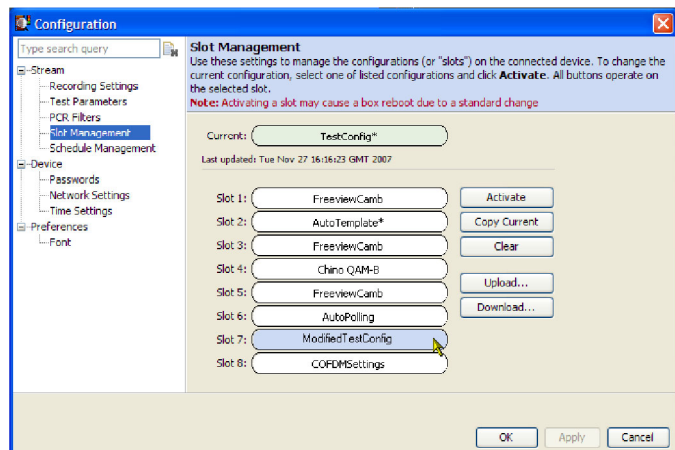 Configuration
Type search query
Stream
Recording Settings
Test Parameters
PCR Filters
Slot Management
Schedule Management
Device
Passwords
Network Settings
Time Settings
Preferences
Font
Slot Management
Use these settings to manage the configurations (or "slots") on the connected device. To change the
current configuration, select one of listed configurations and click Activate. All buttons operate on
the selected slot.
Note: Activating a slot may cause a box reboot due to a standard change
Current: TestConfig*
Last updated: Tue Nov 27 16:16:23 GMT 2007
Slot 1: FreeviewCamb Activate
Slot 2: AutoTemplate* Copy Current
Slot 3: FreeviewCamb Clear
Slot 4: Chino QAM-B
Upload...
Slot 5: FreeviewCamb
Download...
Slot 6: AutoPolling
Slot 7: ModifiedTestConfig
Slot 8: COFDMSettings
OK Apply Cancel